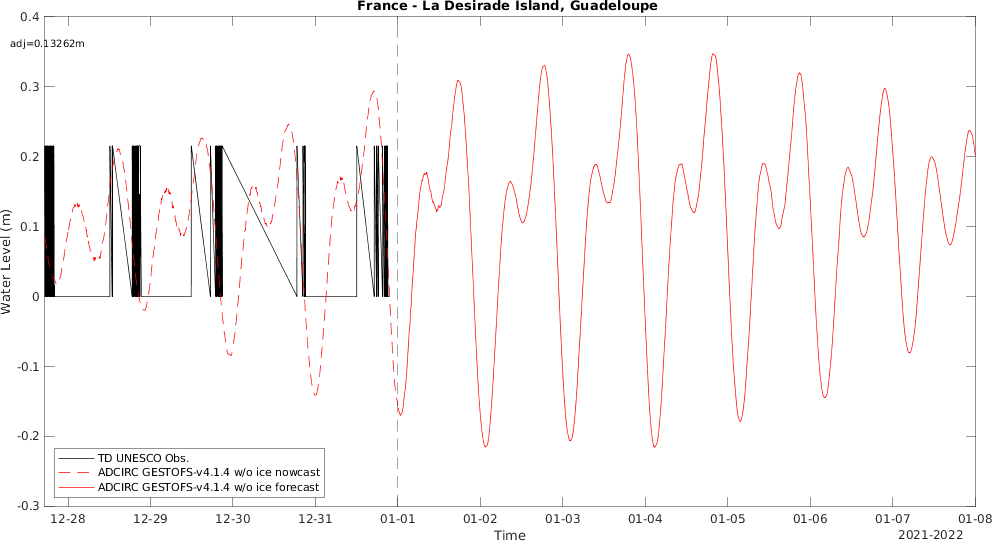 France - La Desirade Island, Guadeloupe
adj=0.13262m
0.4
0.3
0.2
0.1
0
-0.1
-0.2
-0.3
Water Level (m)
TD UNESCO Obs.
ADCIRC GESTOFS-v4.1.4 w/o ice nowcast
ADCIRC GESTOFS-v4.1.4 w/o ice forecast
12-28 12-29 12-30 12-31 01-01 01-02 01-03 01-04 01-05 01-06 01-07 01-08
Time
2021-2022